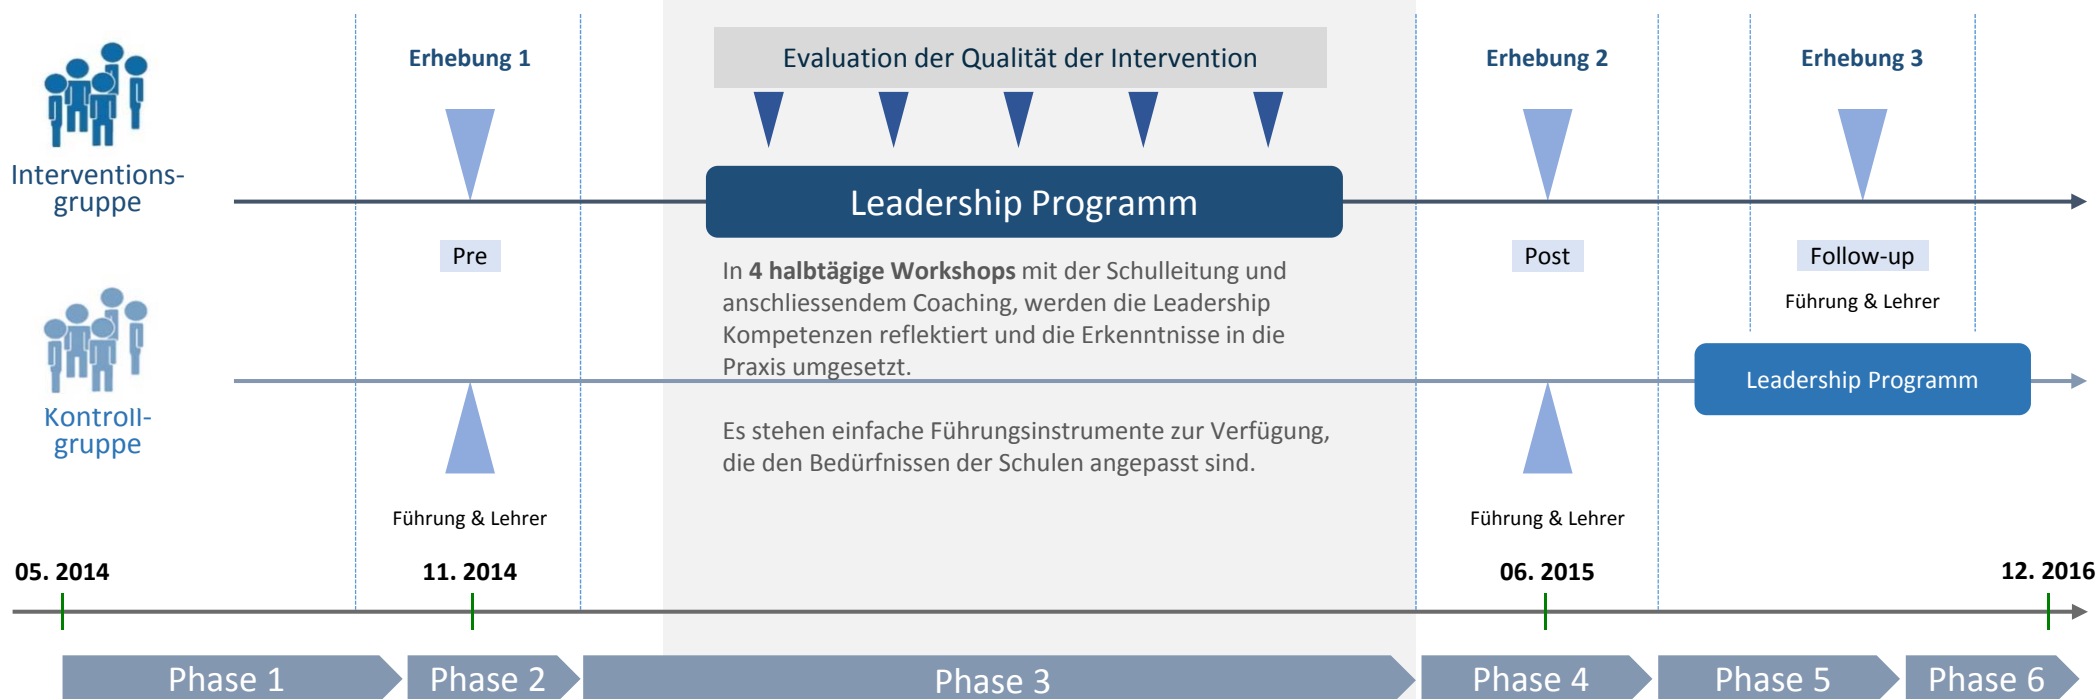 Erhebung 1
Evaluation der Qualität der Intervention
Erhebung 2
Erhebung 3
Interventions-
gruppe
Leadership Programm
Pre
Post
Follow-up
In 4 halbtägige Workshops mit der Schulleitung und
anschliessendem Coaching, werden die Leadership
Kompetenzen reflektiert und die Erkenntnisse in die
Praxis umgesetzt.
Führung & Lehrer
Leadership Programm
Kontroll-
gruppe
Es stehen einfache Führungsinstrumente zur Verfügung,
die den Bedürfnissen der Schulen angepasst sind.
Führung & Lehrer
Führung & Lehrer
05. 2014
11. 2014
06. 2015
12. 2016
Phase 1
Phase 2
Phase 3
Phase 4
Phase 5
Phase 6